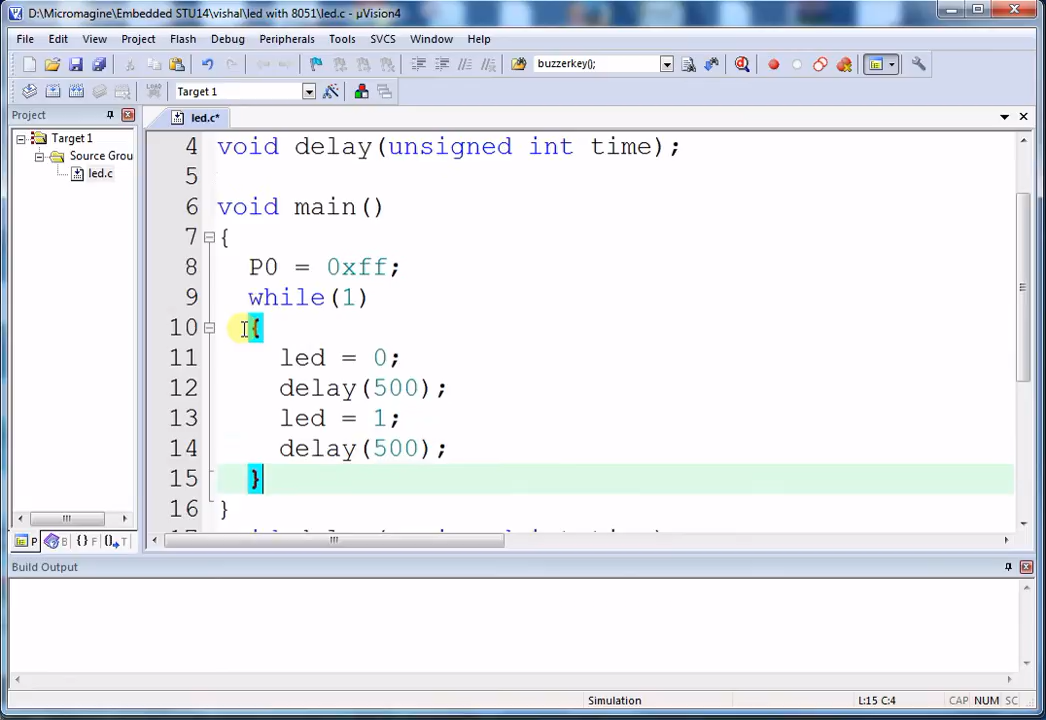 D:\Micromagine\Embedded STU14\vishal\led with 8051\led.c - µVision4
File Edit View Project Flash Debug Peripherals Tools SVCS Window Help
buzzerkey();
LOAD Target 1
Project
led.c*
Target 1
Source Grou
led.c
4 void delay(unsigned int time);
5
6 void main()
7 {
8 P0 = 0xff;
9 while(1)
10 {
11 led = 0;
12 delay(500);
13 led = 1;
14 delay(500);
15 }
16 }
P B {} F T
Build Output
Simulation L:15 C:4 CAP NUM SC